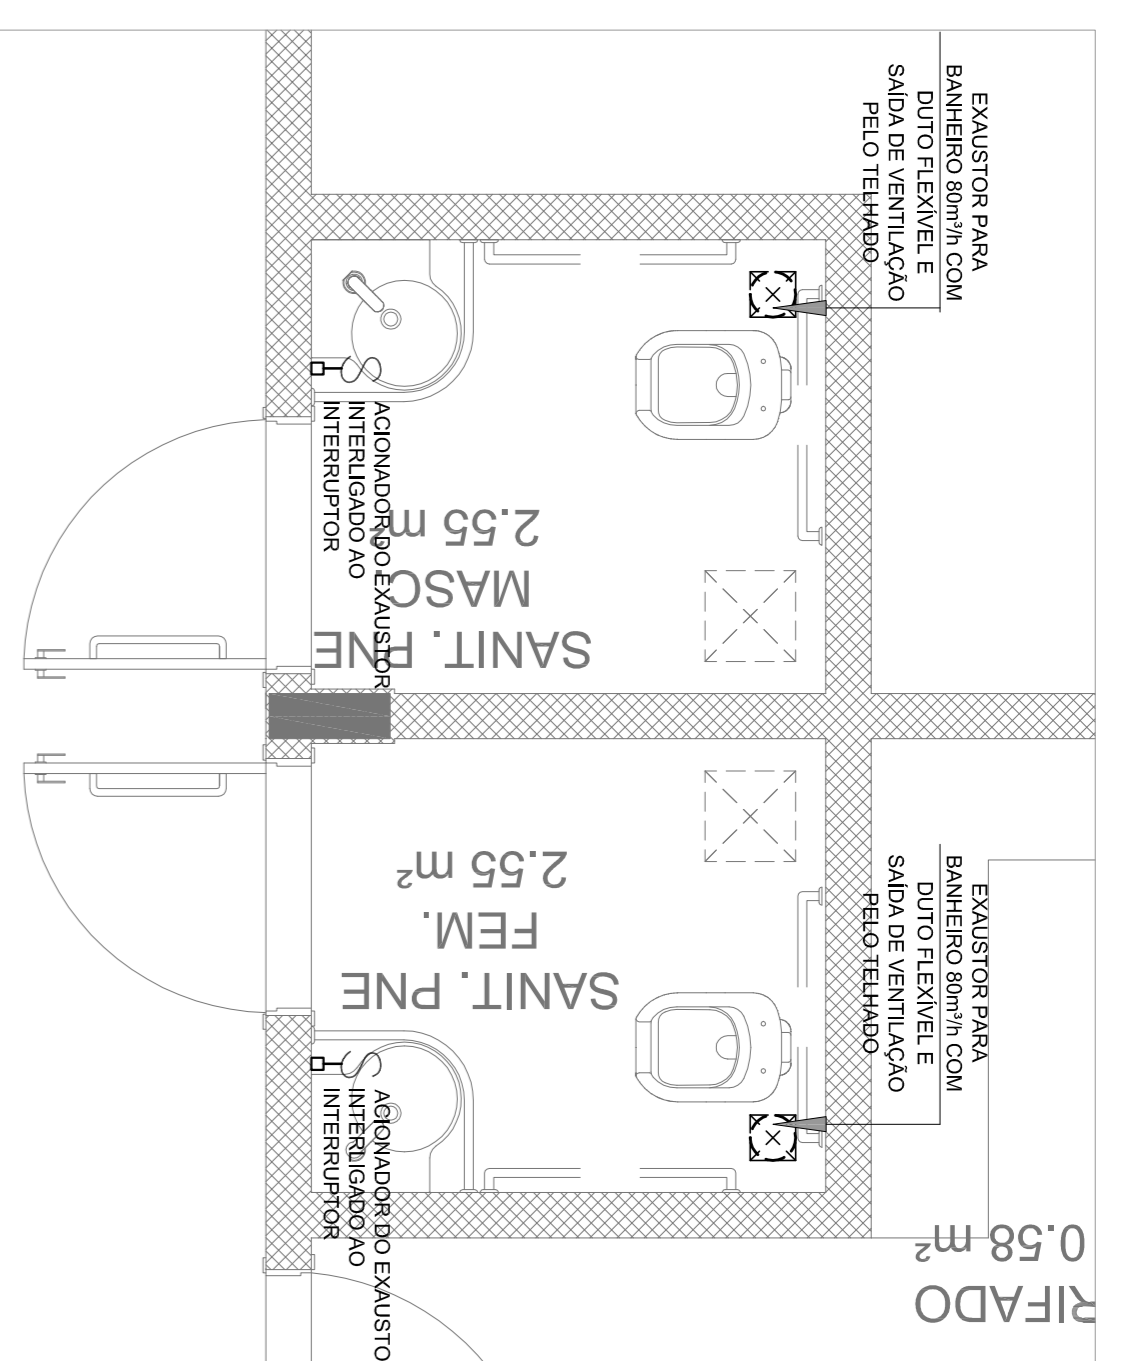 EXAUSTOR PARA
BANHEIRO 80m³/h COM
DUTO FLEXÍVEL E
SAÍDA DE VENTILAÇÃO
PELO TELHADO
ACIONADOR DO EXAUSTOR
INTERLIGADO AO
INTERRUPTOR
SANIT. PNE
MASC.
2.55 m²
SANIT. PNE
FEM.
2.55 m²
EXAUSTOR PARA
BANHEIRO 80m³/h COM
DUTO FLEXÍVEL E
SAÍDA DE VENTILAÇÃO
PELO TELHADO
ACIONADOR DO EXAUSTO
INTERLIGADO AO
INTERRUPTOR
RIFADO
0.58 m²